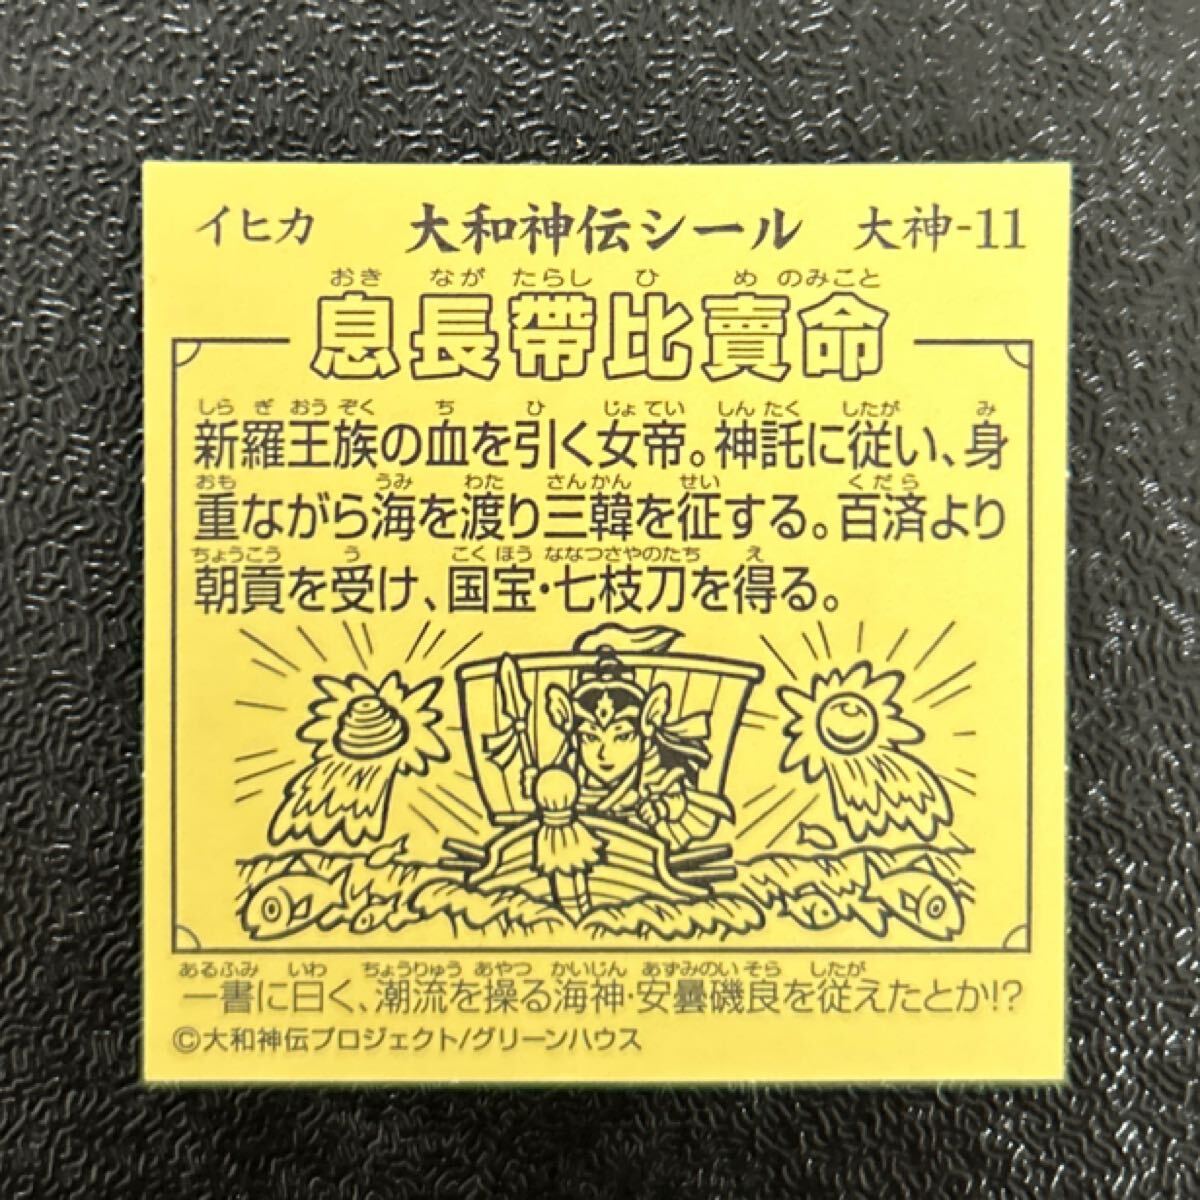 イヒカ 大和神伝シール 大神-11
おき なが たらし ひ め のみこと
息長帶比賣命
しら ぎ おう ぞく ち ひ じょ てい しん たく したが み
新羅王族の血を引く女帝。神託に従い、身
おも うみ わた さんかん せい くだら
重ながら海を渡り三韓を征する。百済より
ちょうこう う こく ほう ななつさやのたち え
朝貢を受け、国宝・七枝刀を得る。
あるふみ いわ ちょうりゅう あやつ かいじん あずみのい そら したが
一書に曰く、潮流を操る海神・安曇磯良を従えたとか!?
©大和神伝プロジェクト/グリーンハウス